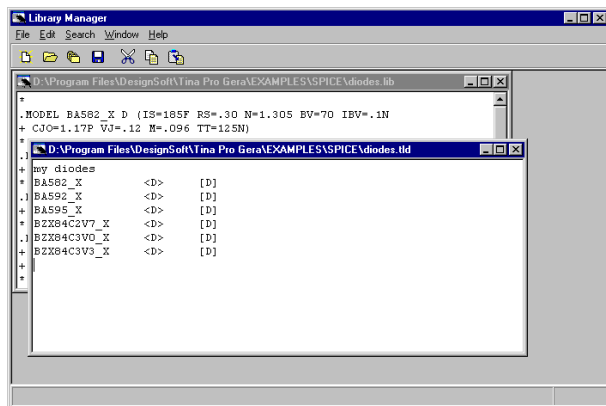 Library Manager
File Edit Search Window Help
D:\Program Files\DesignSoft\Tina Pro Gera\EXAMPLES\SPICE\diodes.lib
*
.MODEL BA582_X D (IS=185F RS=.30 N=1.305 BV=70 IBV=.1N
+ CJO=1.17P VJ=.12 M=.096 TT=125N)
*
D:\Program Files\DesignSoft\Tina Pro Gera\EXAMPLES\SPICE\diodes.tld
my diodes
BA582_X <D> [D]
BA592_X <D> [D]
BA595_X <D> [D]
BZX84C2V7_X <D> [D]
BZX84C3V0_X <D> [D]
BZX84C3V3_X <D> [D]